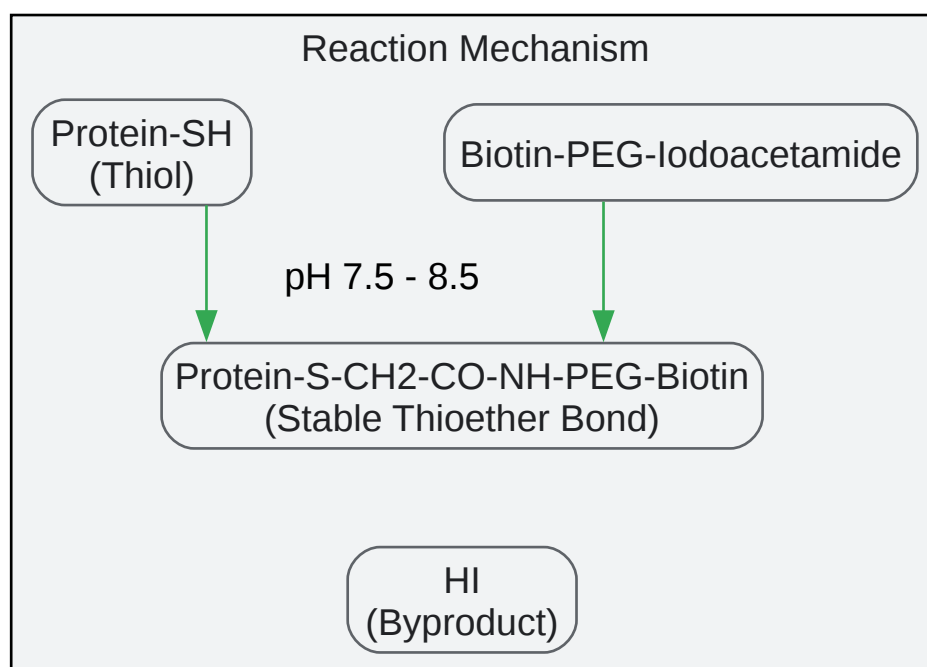 Reaction Mechanism
Protein-SH
(Thiol)
Biotin-PEG-Iodoacetamide
pH 7.5 - 8.5
Protein-S-CH2-CO-NH-PEG-Biotin
(Stable Thioether Bond)
HI
(Byproduct)